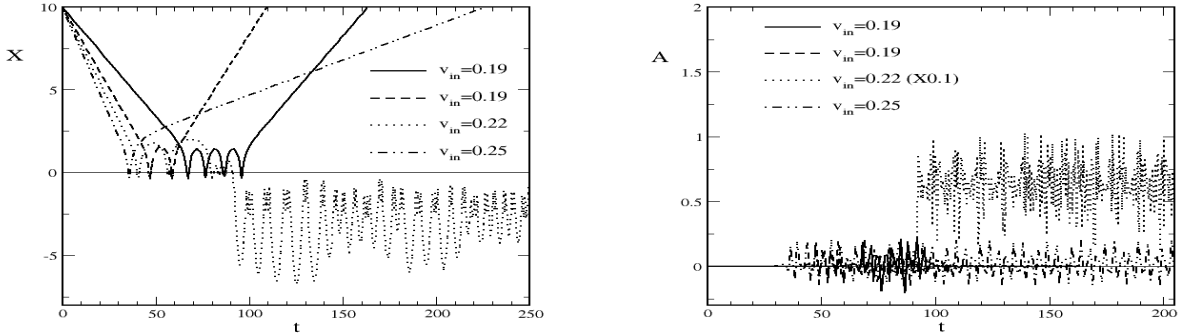 10
5
0
-5
X
v_in=0.19
v_in=0.19
v_in=0.22
v_in=0.25
0 50 100 150 200 250
t
2
1.5
1
0.5
0
A
v_in=0.19
v_in=0.19
v_in=0.22 (X0.1)
v_in=0.25
0 50 100 150 200
t